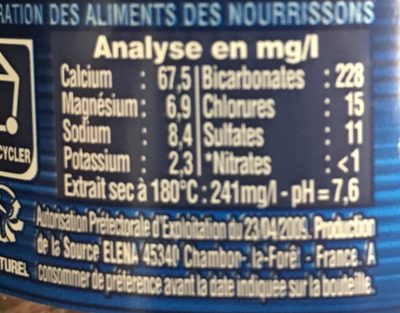 RATION DES ALIMENTS DES NOURRISSONS
Analyse en mg/l
Calcium : 67,5 | Bicarbonates : 228
Magnésium : 6,9 | Chlorures : 15
Sodium : 8,4 | Sulfates : 11
Potassium : 2,3 | *Nitrates : <1
Extrait sec à 180°C : 241mg/l - pH = 7,6
CYCLER
Autorisation Préfectorale d'Exploitation du 23/04/2009. Production
de la Source ELENA 45340 Chambon- la-Forêt - France. A
TUREL consommer de préférence avant la date indiquée sur la bouteille.